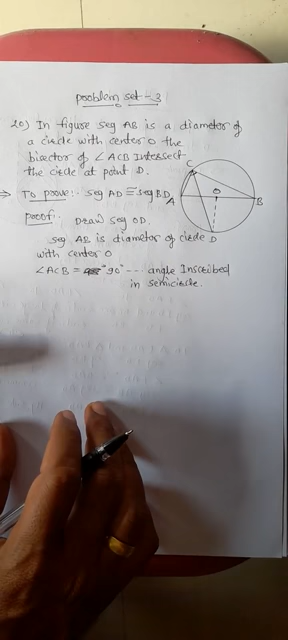 problem set - 3
20) In figure seg AB is a diameter of
a circle with center O the
bisector of ∠ACB Intersect
the circle at point D.
⇒ To prove:- seg AD ≅ seg BD.
proof:. Draw seg OD.
seg AB is diameter of circle
with center O
∠ACB = 90° --- angle Inscribed
in semicircle.
C
A
O
B
D